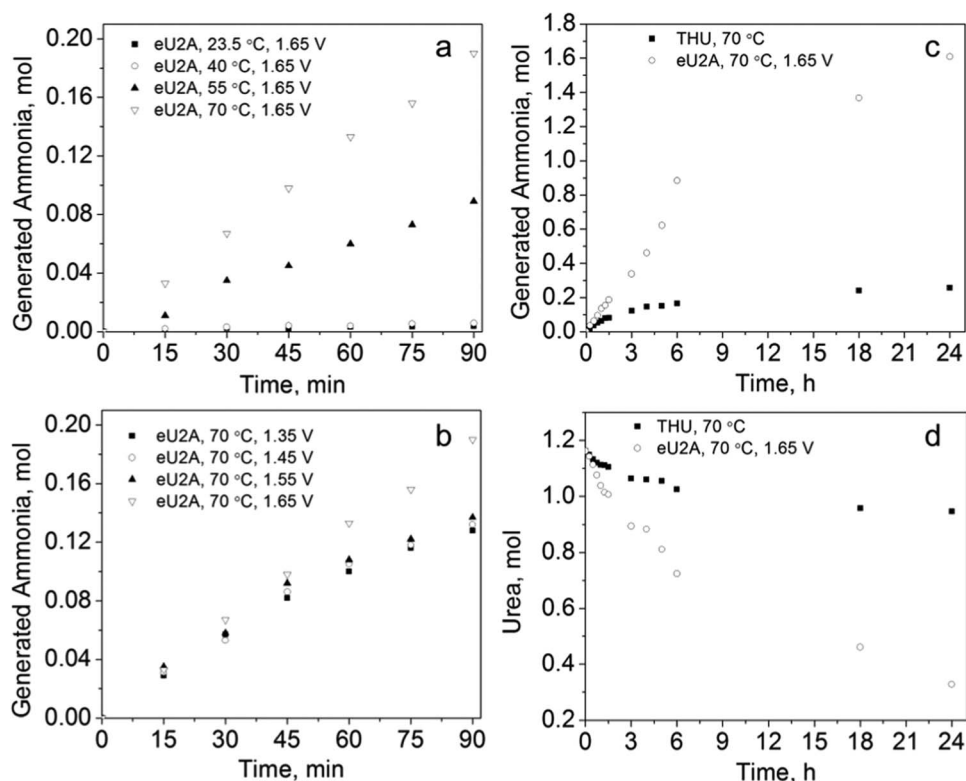 a
eU2A, 23.5 °C, 1.65 V
eU2A, 40 °C, 1.65 V
eU2A, 55 °C, 1.65 V
eU2A, 70 °C, 1.65 V
Generated Ammonia, mol
0.20
0.16
0.12
0.08
0.04
0.00
0 15 30 45 60 75 90
Time, min
c
THU, 70 °C
eU2A, 70 °C, 1.65 V
Generated Ammonia, mol
1.8
1.6
1.4
1.2
1.0
0.8
0.6
0.4
0.2
0.0
0 3 6 9 12 15 18 21 24
Time, h
b
eU2A, 70 °C, 1.35 V
eU2A, 70 °C, 1.45 V
eU2A, 70 °C, 1.55 V
eU2A, 70 °C, 1.65 V
Generated Ammonia, mol
0.20
0.16
0.12
0.08
0.04
0.00
0 15 30 45 60 75 90
Time, min
d
THU, 70 °C
eU2A, 70 °C, 1.65 V
Urea, mol
1.2
1.0
0.8
0.6
0.4
0.2
0 3 6 9 12 15 18 21 24
Time, h